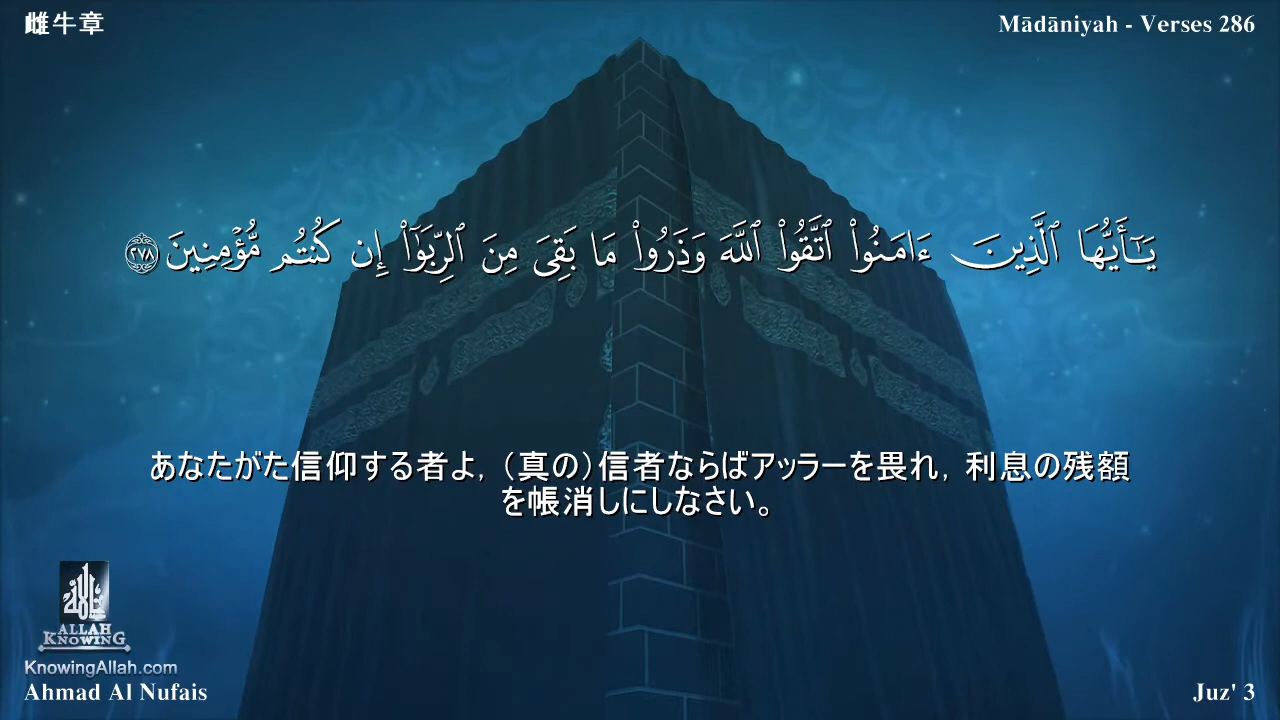 雌牛章
Mādāniyah - Verses 286
يَـٰٓأَيُّهَا ٱلَّذِينَ ءَامَنُوا۟ ٱتَّقُوا۟ ٱللَّهَ وَذَرُوا۟ مَا بَقِىَ مِنَ ٱلرِّبَوٰٓا۟ إِن كُنتُم مُّؤْمِنِينَ ٢٧٨
あなたがた信仰する者よ,（真の）信者ならばアッラーを畏れ, 利息の残額
を帳消しにしなさい。
الله
ALLAH
KNOWING
KnowingAllah.com
Ahmad Al Nufais
Juz' 3